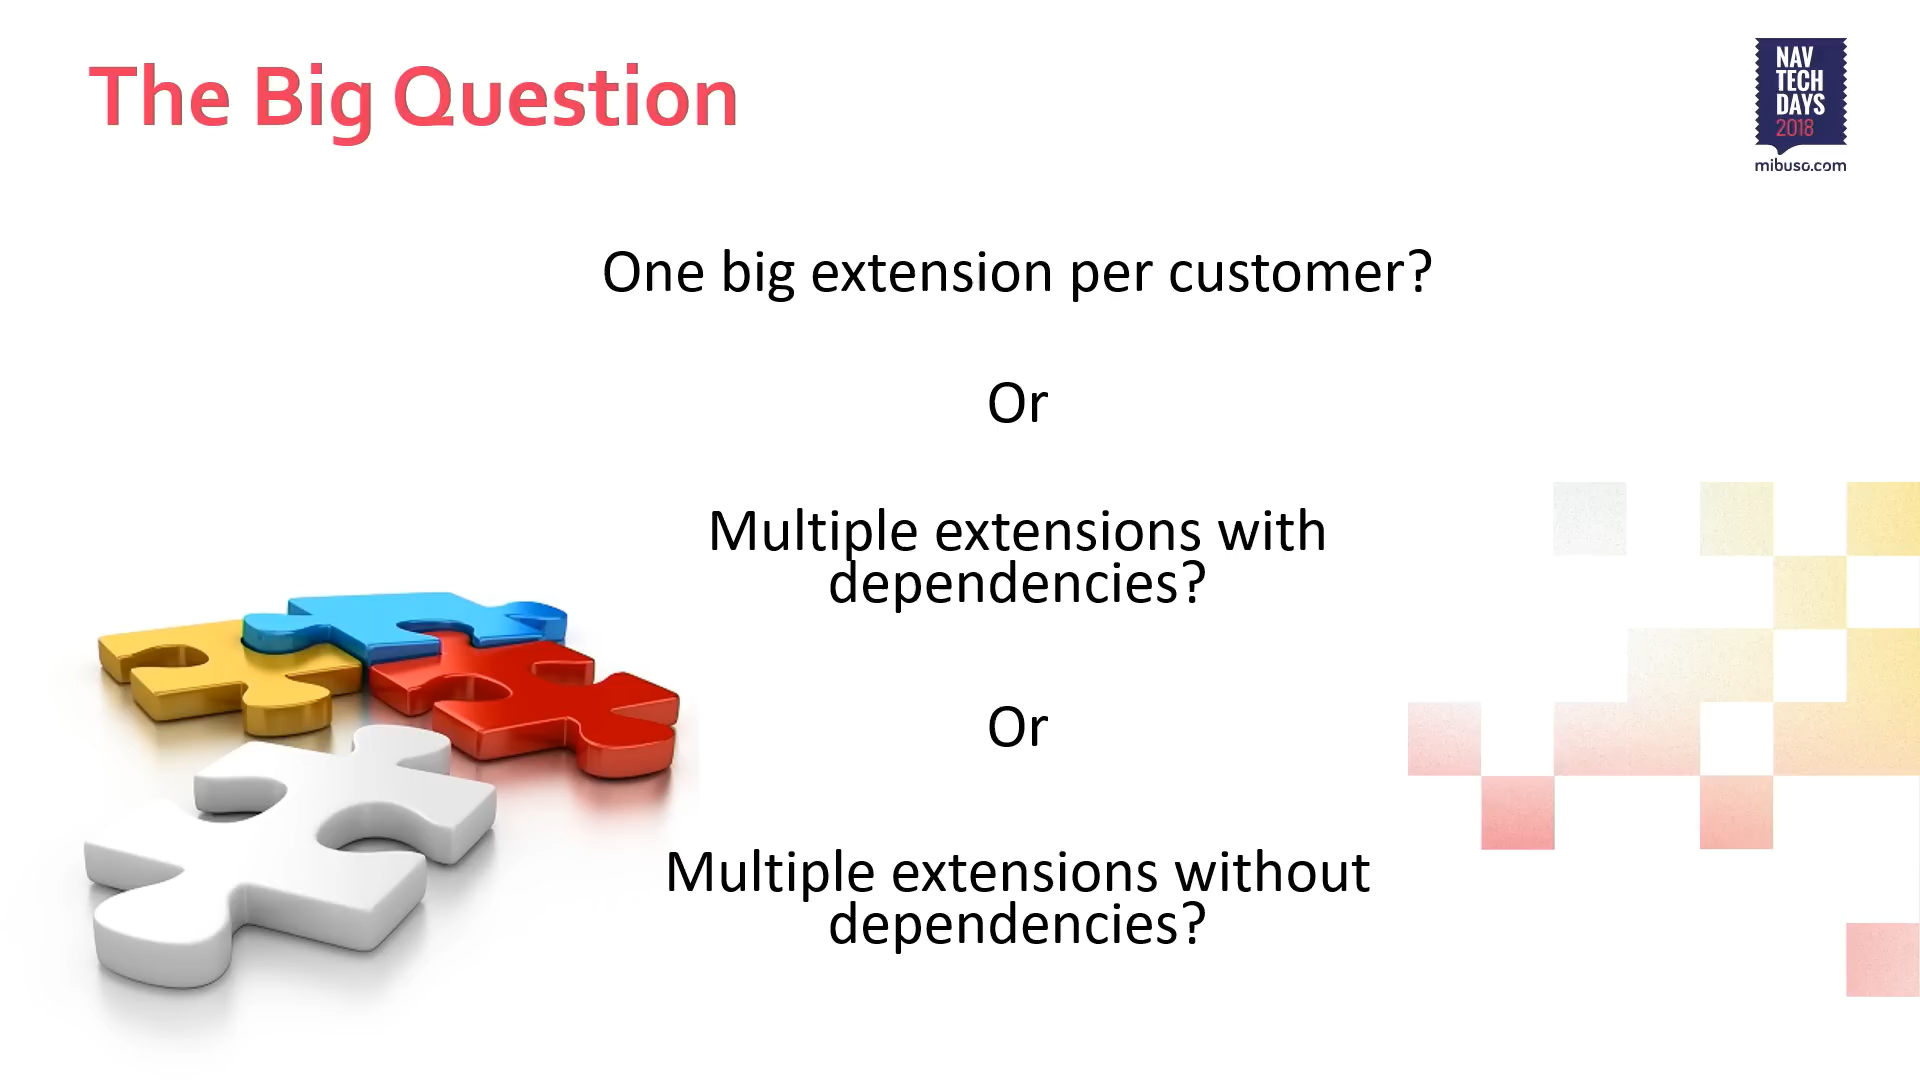 The Big Question
NAV
TECH
DAYS
2018
mibuso.com
One big extension per customer?
Or
Multiple extensions with
dependencies?
Or
Multiple extensions without
dependencies?